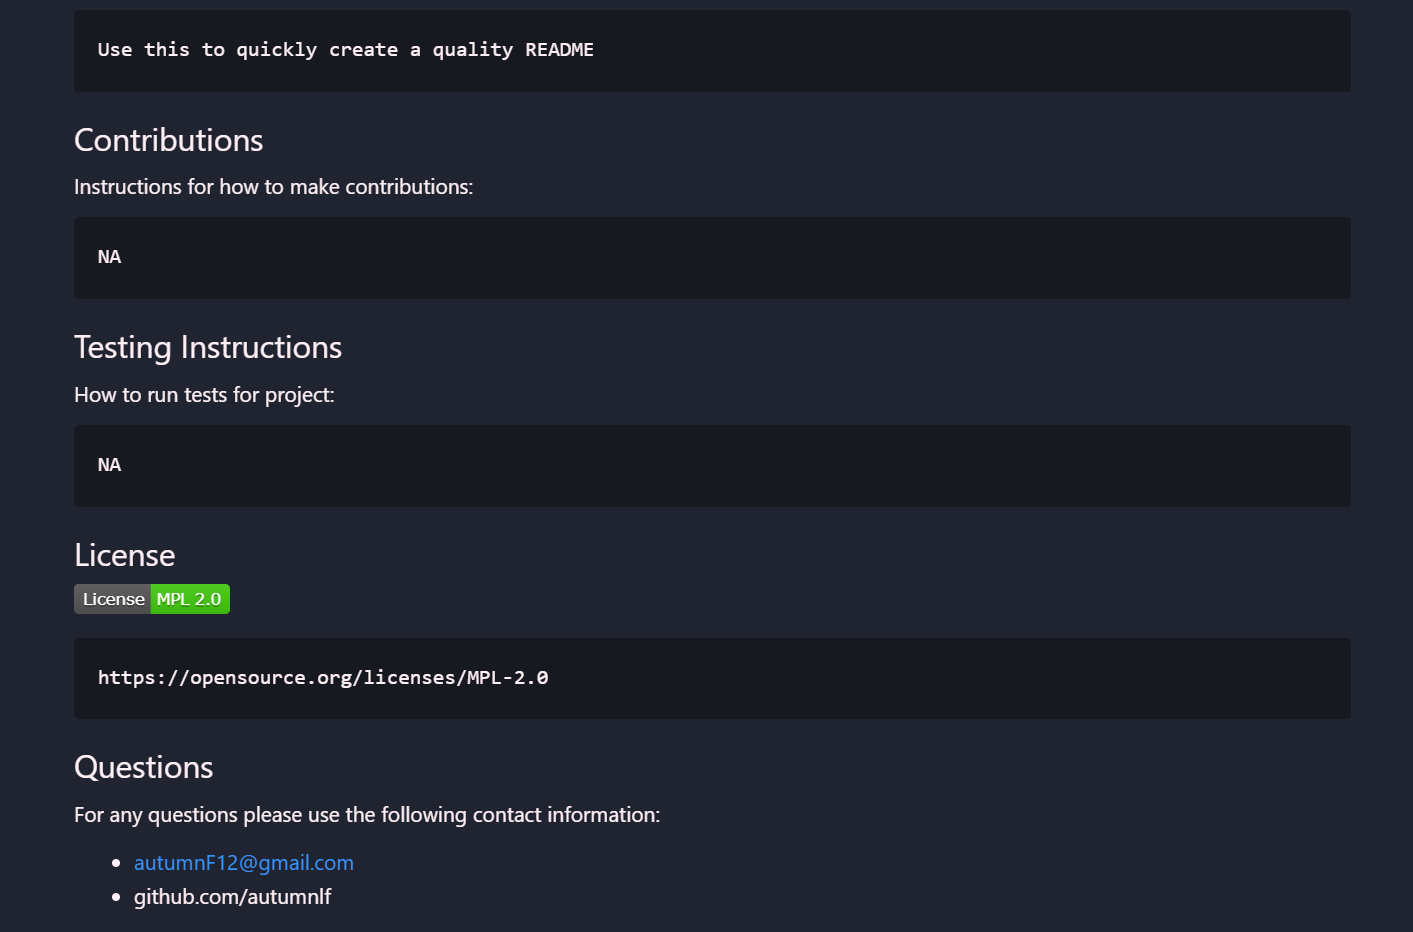 Use this to quickly create a quality README
Contributions
Instructions for how to make contributions:
NA
Testing Instructions
How to run tests for project:
NA
License
License MPL 2.0
https://opensource.org/licenses/MPL-2.0
Questions
For any questions please use the following contact information:
autumnF12@gmail.com
github.com/autumnlf